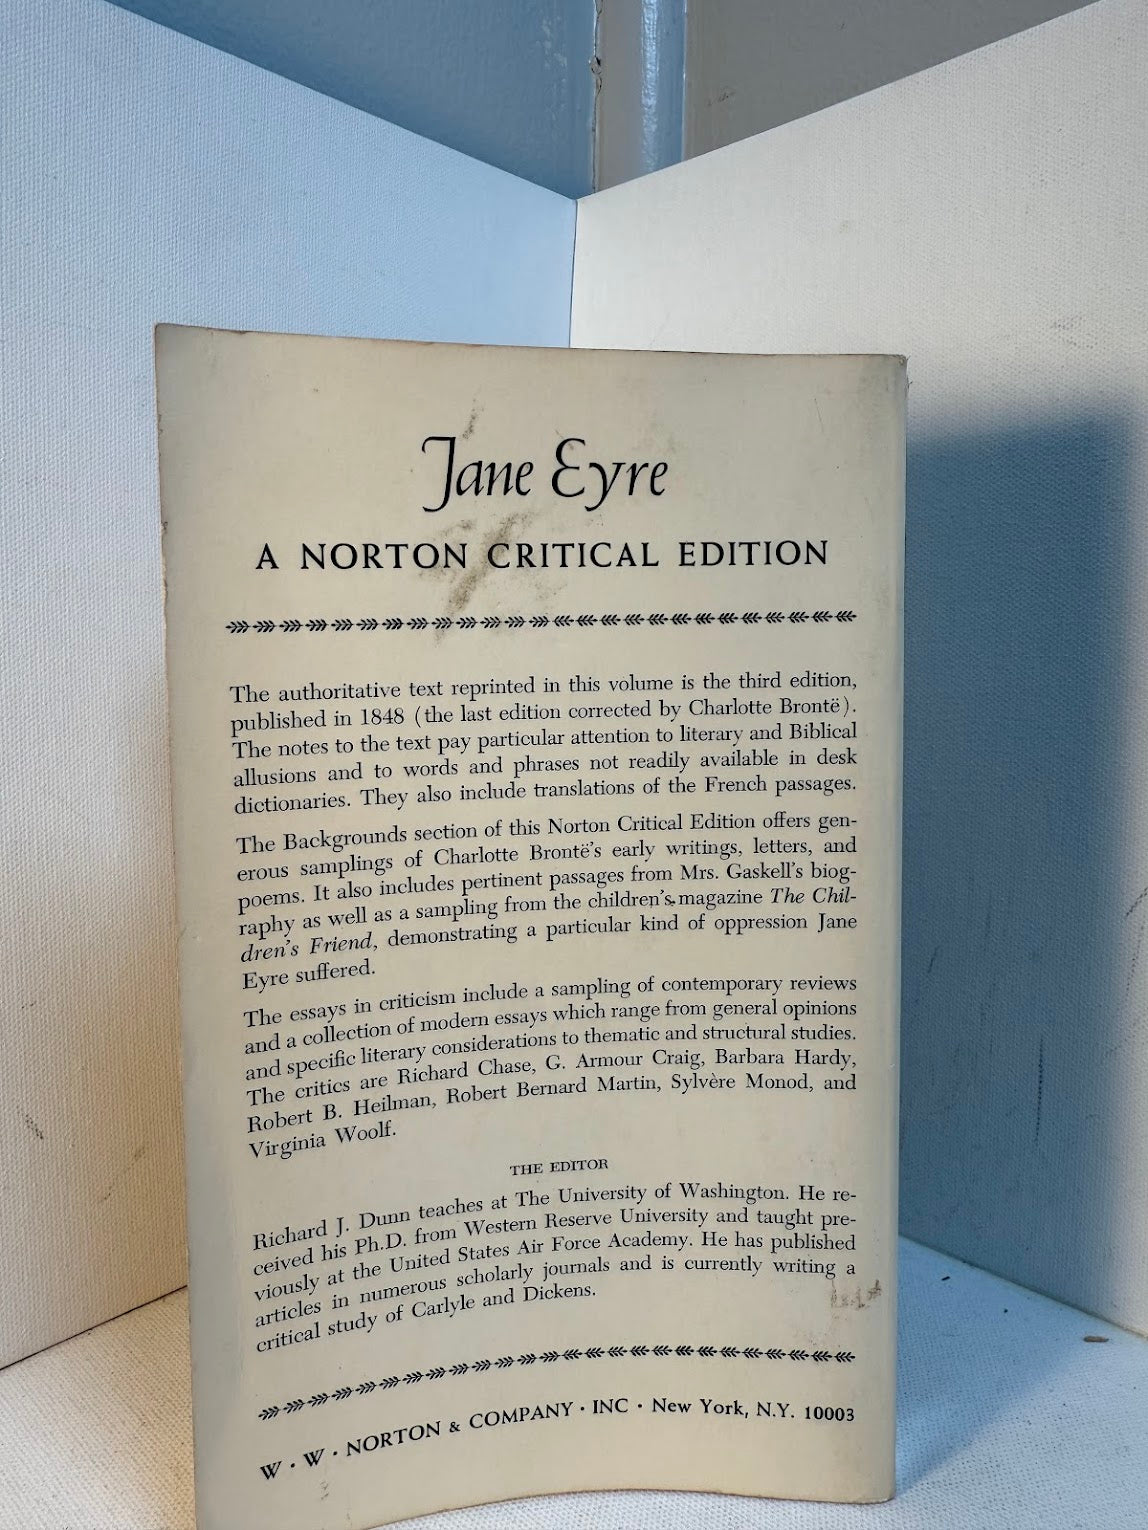 Jane Eyre
A NORTON CRITICAL EDITION
The authoritative text reprinted in this volume is the third edition,
published in 1848 (the last edition corrected by Charlotte Brontë).
The notes to the text pay particular attention to literary and Biblical
allusions and to words and phrases not readily available in desk
dictionaries. They also include translations of the French passages.
The Backgrounds section of this Norton Critical Edition offers gen-
erous samplings of Charlotte Brontë's early writings, letters, and
poems. It also includes pertinent passages from Mrs. Gaskell's biog-
raphy as well as a sampling from the children's magazine The Chil-
dren's Friend, demonstrating a particular kind of oppression Jane
Eyre suffered.
The essays in criticism include a sampling of contemporary reviews
and a collection of modern essays which range from general opinions
and specific literary considerations to thematic and structural studies.
The critics are Richard Chase, G. Armour Craig, Barbara Hardy,
Robert B. Heilman, Robert Bernard Martin, Sylvère Monod, and
Virginia Woolf.
THE EDITOR
Richard J. Dunn teaches at The University of Washington. He re-
ceived his Ph.D. from Western Reserve University and taught pre-
viously at the United States Air Force Academy. He has published
articles in numerous scholarly journals and is currently writing a
critical study of Carlyle and Dickens.
W · W · NORTON & COMPANY · INC · New York, N.Y. 10003